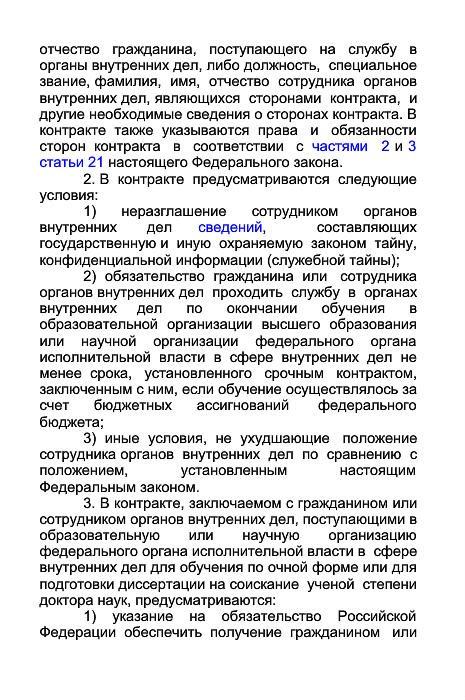 отчество гражданина, поступающего на службу в
органы внутренних дел, либо должность, специальное
звание, фамилия, имя, отчество сотрудника органов
внутренних дел, являющихся сторонами контракта, и
другие необходимые сведения о сторонах контракта. В
контракте также указываются права и обязанности
сторон контракта в соответствии с частями 2 и 3
статьи 21 настоящего Федерального закона.
2. В контракте предусматриваются следующие
условия:
1) неразглашение сотрудником органов
внутренних дел сведений, составляющих
государственную и иную охраняемую законом тайну,
конфиденциальной информации (служебной тайны);
2) обязательство гражданина или сотрудника
органов внутренних дел проходить службу в органах
внутренних дел по окончании обучения в
образовательной организации высшего образования
или научной организации федерального органа
исполнительной власти в сфере внутренних дел не
менее срока, установленного срочным контрактом,
заключенным с ним, если обучение осуществлялось за
счет бюджетных ассигнований федерального
бюджета;
3) иные условия, не ухудшающие положение
сотрудника органов внутренних дел по сравнению с
положением, установленным настоящим
Федеральным законом.
3. В контракте, заключаемом с гражданином или
сотрудником органов внутренних дел, поступающими в
образовательную или научную организацию
федерального органа исполнительной власти в сфере
внутренних дел для обучения по очной форме или для
подготовки диссертации на соискание ученой степени
доктора наук, предусматриваются:
1) указание на обязательство Российской
Федерации обеспечить получение гражданином или